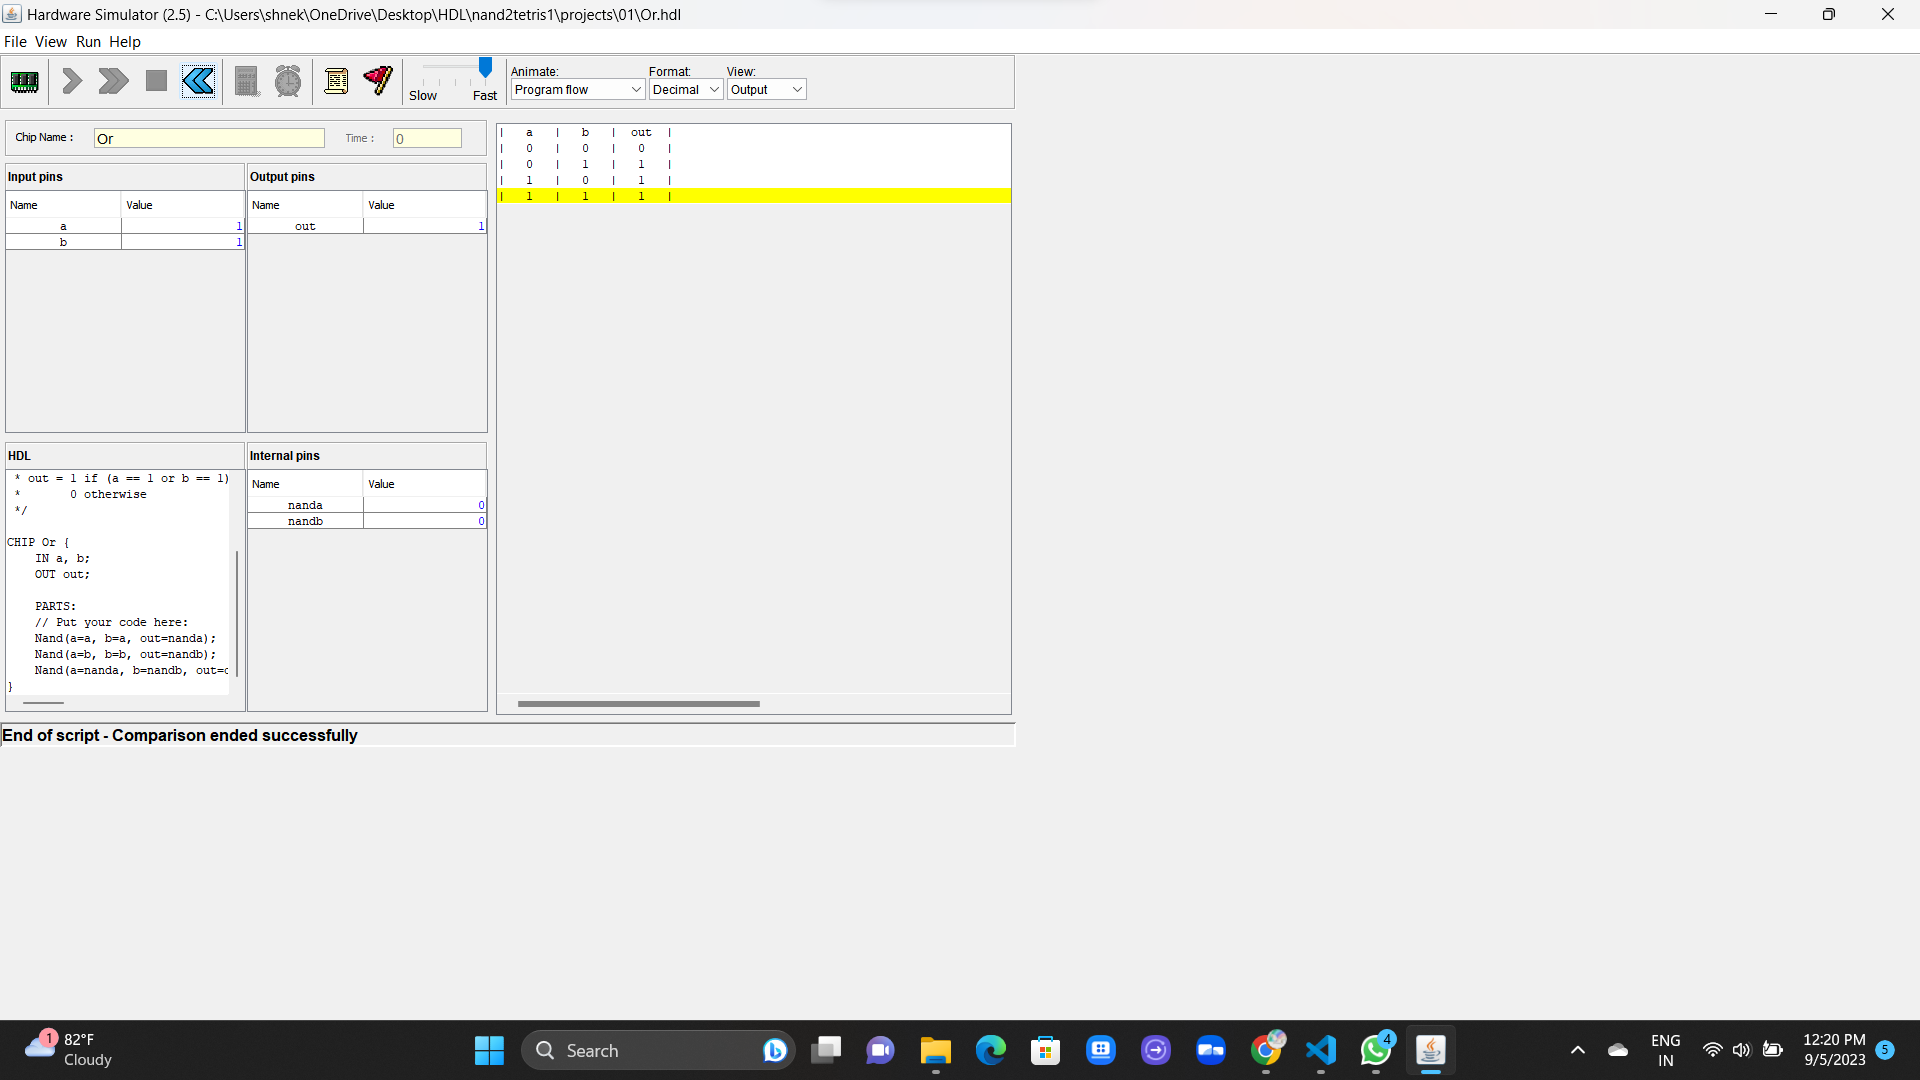 Hardware Simulator (2.5) - C:\Users\shnek\OneDrive\Desktop\HDL\nand2tetris1\projects\01\Or.hdl
File View Run Help
Slow Fast
Animate: Format: View:
Program flow Decimal Output
Chip Name : Or Time : 0
Input pins
Name Value
a 1
b 1
Output pins
Name Value
out 1
| a | b | out |
| 0 | 0 | 0 |
| 0 | 1 | 1 |
| 1 | 0 | 1 |
| 1 | 1 | 1 |
HDL
* out = 1 if (a == 1 or b == 1)
* 0 otherwise
*/
CHIP Or {
IN a, b;
OUT out;
PARTS:
// Put your code here:
Nand(a=a, b=a, out=nanda);
Nand(a=b, b=b, out=nandb);
Nand(a=nanda, b=nandb, out=
}
Internal pins
Name Value
nanda 0
nandb 0
End of script - Comparison ended successfully
1
82°F
Cloudy
Search
4
ENG
IN
12:20 PM
9/5/2023
5